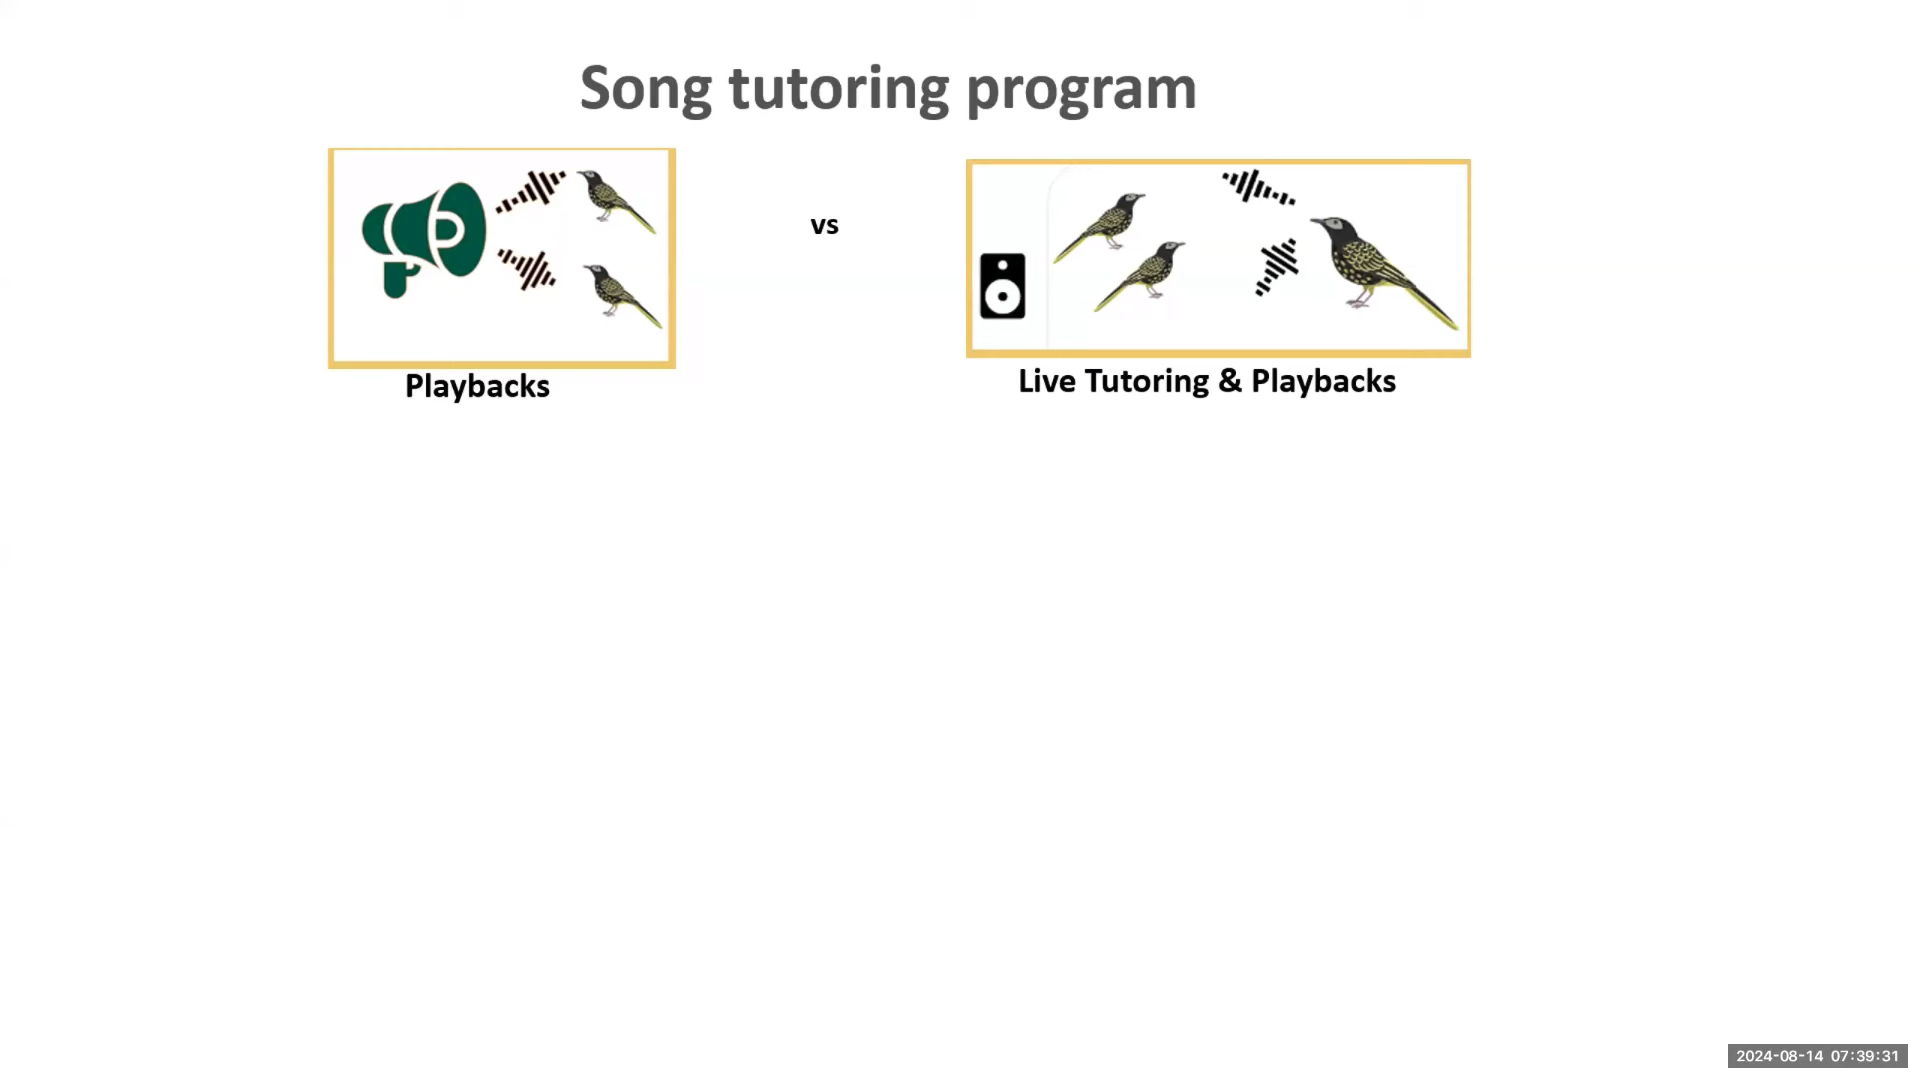 Song tutoring program
vs
Playbacks
Live Tutoring & Playbacks
2024-08-14 07:39:31